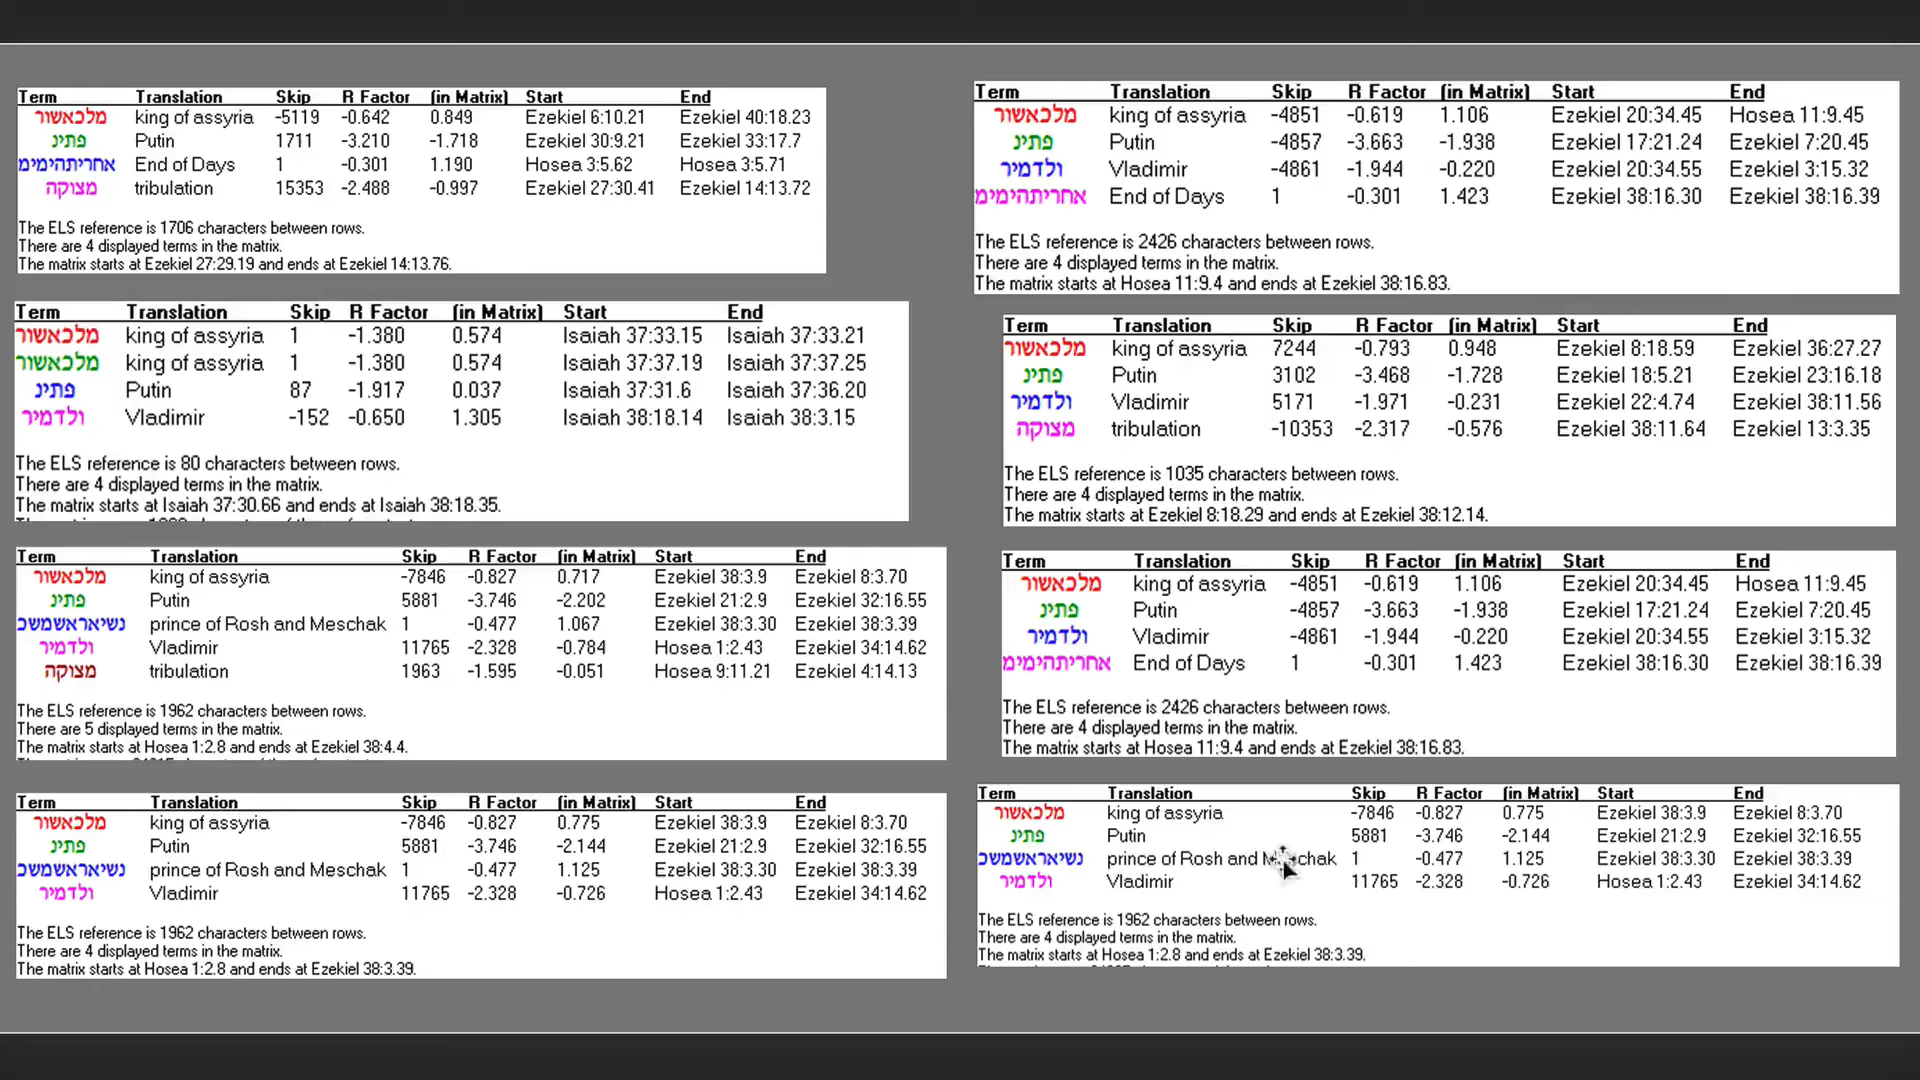 Term Translation Skip R Factor (in Matrix) Start End
מלכאשור king of assyria -5119 -0.642 0.849 Ezekiel 6:10.21 Ezekiel 40:18.23
פתינ Putin 1711 -3.210 -1.718 Ezekiel 30:9.21 Ezekiel 33:17.7
אחריתהימימ End of Days 1 -0.301 1.190 Hosea 3:5.62 Hosea 3:5.71
מצוקה tribulation 15353 -2.488 -0.997 Ezekiel 27:30.41 Ezekiel 14:13.72
The ELS reference is 1706 characters between rows.
There are 4 displayed terms in the matrix.
The matrix starts at Ezekiel 27:29.19 and ends at Ezekiel 14:13.76.
Term Translation Skip R Factor (in Matrix) Start End
מלכאשור king of assyria 1 -1.380 0.574 Isaiah 37:33.15 Isaiah 37:33.21
מלכאשור king of assyria 1 -1.380 0.574 Isaiah 37:37.19 Isaiah 37:37.25
פתינ Putin 87 -1.917 0.037 Isaiah 37:31.6 Isaiah 37:36.20
ולדמיר Vladimir -152 -0.650 1.305 Isaiah 38:18.14 Isaiah 38:3.15
The ELS reference is 80 characters between rows.
There are 4 displayed terms in the matrix.
The matrix starts at Isaiah 37:30.66 and ends at Isaiah 38:18.35.
Term Translation Skip R Factor (in Matrix) Start End
מלכאשור king of assyria -7846 -0.827 0.717 Ezekiel 38:3.9 Ezekiel 8:3.70
פתינ Putin 5881 -3.746 -2.202 Ezekiel 21:2.9 Ezekiel 32:16.55
נשיאראשמשכ prince of Rosh and Meschak 1 -0.477 1.067 Ezekiel 38:3.30 Ezekiel 38:3.39
ולדמיר Vladimir 11765 -2.328 -0.784 Hosea 1:2.43 Ezekiel 34:14.62
מצוקה tribulation 1963 -1.595 -0.051 Hosea 9:11.21 Ezekiel 4:14.13
The ELS reference is 1962 characters between rows.
There are 5 displayed terms in the matrix.
The matrix starts at Hosea 1:2.8 and ends at Ezekiel 38:4.4.
Term Translation Skip R Factor (in Matrix) Start End
מלכאשור king of assyria -7846 -0.827 0.775 Ezekiel 38:3.9 Ezekiel 8:3.70
פתינ Putin 5881 -3.746 -2.144 Ezekiel 21:2.9 Ezekiel 32:16.55
נשיאראשמשכ prince of Rosh and Meschak 1 -0.477 1.125 Ezekiel 38:3.30 Ezekiel 38:3.39
ולדמיר Vladimir 11765 -2.328 -0.726 Hosea 1:2.43 Ezekiel 34:14.62
The ELS reference is 1962 characters between rows.
There are 4 displayed terms in the matrix.
The matrix starts at Hosea 1:2.8 and ends at Ezekiel 38:3.39.
Term Translation Skip R Factor (in Matrix) Start End
מלכאשור king of assyria -4851 -0.619 1.106 Ezekiel 20:34.45 Hosea 11:9.45
פתינ Putin -4857 -3.663 -1.938 Ezekiel 17:21.24 Ezekiel 7:20.45
ולדמיר Vladimir -4861 -1.944 -0.220 Ezekiel 20:34.55 Ezekiel 3:15.32
אחריתהימימ End of Days 1 -0.301 1.423 Ezekiel 38:16.30 Ezekiel 38:16.39
The ELS reference is 2426 characters between rows.
There are 4 displayed terms in the matrix.
The matrix starts at Hosea 11:9.4 and ends at Ezekiel 38:16.83.
Term Translation Skip R Factor (in Matrix) Start End
מלכאשור king of assyria 7244 -0.793 0.948 Ezekiel 8:18.59 Ezekiel 36:27.27
פתינ Putin 3102 -3.468 -1.728 Ezekiel 18:5.21 Ezekiel 23:16.18
ולדמיר Vladimir 5171 -1.971 -0.231 Ezekiel 22:4.74 Ezekiel 38:11.56
מצוקה tribulation -10353 -2.317 -0.576 Ezekiel 38:11.64 Ezekiel 13:3.35
The ELS reference is 1035 characters between rows.
There are 4 displayed terms in the matrix.
The matrix starts at Ezekiel 8:18.29 and ends at Ezekiel 38:12.14.
Term Translation Skip R Factor (in Matrix) Start End
מלכאשור king of assyria -4851 -0.619 1.106 Ezekiel 20:34.45 Hosea 11:9.45
פתינ Putin -4857 -3.663 -1.938 Ezekiel 17:21.24 Ezekiel 7:20.45
ולדמיר Vladimir -4861 -1.944 -0.220 Ezekiel 20:34.55 Ezekiel 3:15.32
אחריתהימימ End of Days 1 -0.301 1.423 Ezekiel 38:16.30 Ezekiel 38:16.39
The ELS reference is 2426 characters between rows.
There are 4 displayed terms in the matrix.
The matrix starts at Hosea 11:9.4 and ends at Ezekiel 38:16.83.
Term Translation Skip R Factor (in Matrix) Start End
מלכאשור king of assyria -7846 -0.827 0.775 Ezekiel 38:3.9 Ezekiel 8:3.70
פתינ Putin 5881 -3.746 -2.144 Ezekiel 21:2.9 Ezekiel 32:16.55
נשיאראשמשכ prince of Rosh and Meschak 1 -0.477 1.125 Ezekiel 38:3.30 Ezekiel 38:3.39
ולדמיר Vladimir 11765 -2.328 -0.726 Hosea 1:2.43 Ezekiel 34:14.62
The ELS reference is 1962 characters between rows.
There are 4 displayed terms in the matrix.
The matrix starts at Hosea 1:2.8 and ends at Ezekiel 38:3.39.